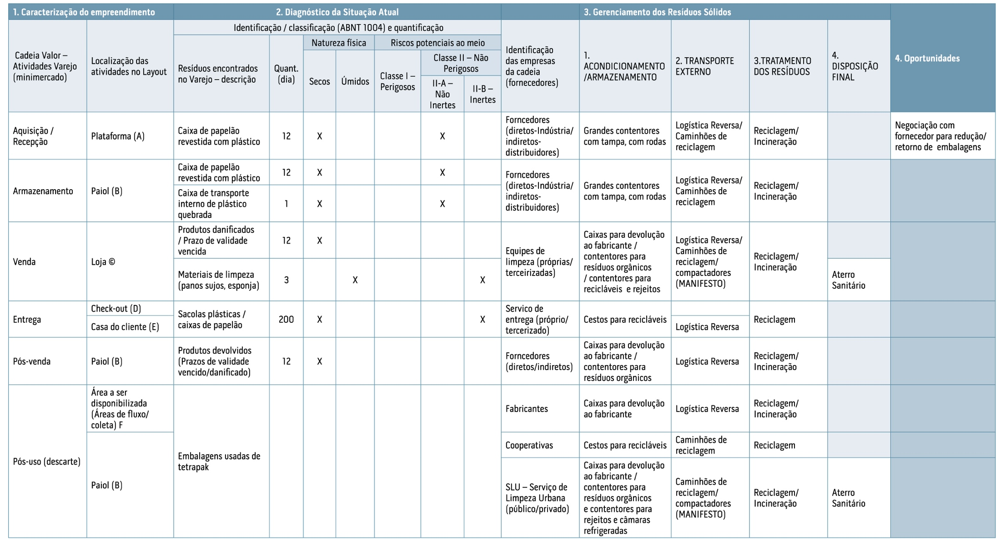 1. Caracterização do empreendimento
2. Diagnóstico da Situação Atual
3. Gerenciamento dos Resíduos Sólidos
Cadeia Valor –
Atividades Varejo
(minimercado)
Localização das
atividades no Layout
Identificação / classificação (ABNT 1004) e quantificação
Resíduos encontrados
no Varejo – descrição
Quant.
(dia)
Natureza física
Secos
Úmidos
Riscos potenciais ao meio
Classe I –
Perigosos
Classe II – Não
Perigosos
II-A –
Não
Inertes
II-B –
Inertes
Identificação
das empresas
da cadeia
(fornecedores)
1.
ACONDICIONAMENTO
/ARMAZENAMENTO
2. TRANSPORTE
EXTERNO
3.TRATAMENTO
DOS RESÍDUOS
4.
DISPOSIÇÃO
FINAL
4. Oportunidades
Aquisição /
Recepção
Plataforma (A)
Caixa de papelão
revestida com plástico
12
X
X
Forncedores
(diretos-Indústria/
indiretos-
distribuidores)
Grandes contentores
com tampa, com rodas
Logística Reversa/
Caminhões de
reciclagem
Reciclagem/
Incineração
Negociação com
fornecedor para redução/
retorno de embalagens
Armazenamento
Paiol (B)
Caixa de papelão
revestida com plástico
12
X
X
Caixa de transporte
interno de plástico
quebrada
1
X
X
Forncedores
(diretos-Indústria/
indiretos-
distribuidores)
Grandes contentores
com tampa, com rodas
Logística Reversa/
Caminhões de
reciclagem
Reciclagem/
Incineração
Venda
Loja ©
Produtos danificados
/ Prazo de validade
vencida
12
X
Materiais de limpeza
(panos sujos, esponja)
3
X
X
Equipes de
limpeza (próprias/
terceirizadas)
Caixas para devolução
ao fabricante /
contentores para
resíduos orgânicos
/ contentores para
recicláveis e rejeitos
Logística Reversa/
Caminhões de
reciclagem/
compactadores
(MANIFESTO)
Reciclagem/
Incineração
Aterro
Sanitário
Entrega
Check-out (D)
Casa do cliente (E)
Sacolas plásticas /
caixas de papelão
200
X
X
Servico de
entrega (próprio/
tercerizado)
Cestos para recicláveis
Logística Reversa
Reciclagem
Pós-venda
Paiol (B)
Produtos devolvidos
(Prazos de validade
vencido/danificado)
12
X
Forncedores
(diretos/indiretos)
Caixas para devolução
ao fabricante /
contentores para
resíduos orgânicos
Logística Reversa
Reciclagem/
Incineração
Pós-uso (descarte)
Área a ser
disponibilizada
(Áreas de fluxo/
coleta) F
Paiol (B)
Embalagens usadas de
tetrapak
Fabricantes
Caixas para devolução
ao fabricante
Logística Reversa
Reciclagem/
Incineração
Cooperativas
Cestos para recicláveis
Caminhões de
reciclagem
Reciclagem
SLU – Serviço de
Limpeza Urbana
(público/privado)
Caixas para devolução
ao fabricante /
contentores para
resíduos orgânicos
e contentores para
rejeitos e câmaras
refrigeradas
Caminhões de
reciclagem/
compactadores
(MANIFESTO)
Reciclagem/
Incineração
Aterro
Sanitário